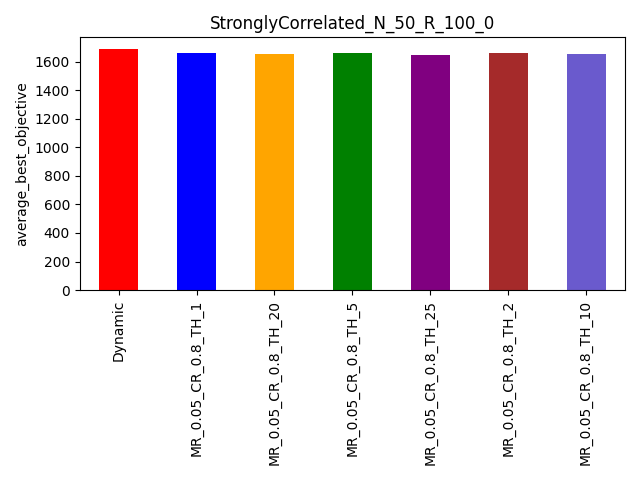 StronglyCorrelated_N_50_R_100_0
average_best_objective
1600
1400
1200
1000
800
600
400
200
0
Dynamic
MR_0.05_CR_0.8_TH_1
MR_0.05_CR_0.8_TH_20
MR_0.05_CR_0.8_TH_5
MR_0.05_CR_0.8_TH_25
MR_0.05_CR_0.8_TH_2
MR_0.05_CR_0.8_TH_10